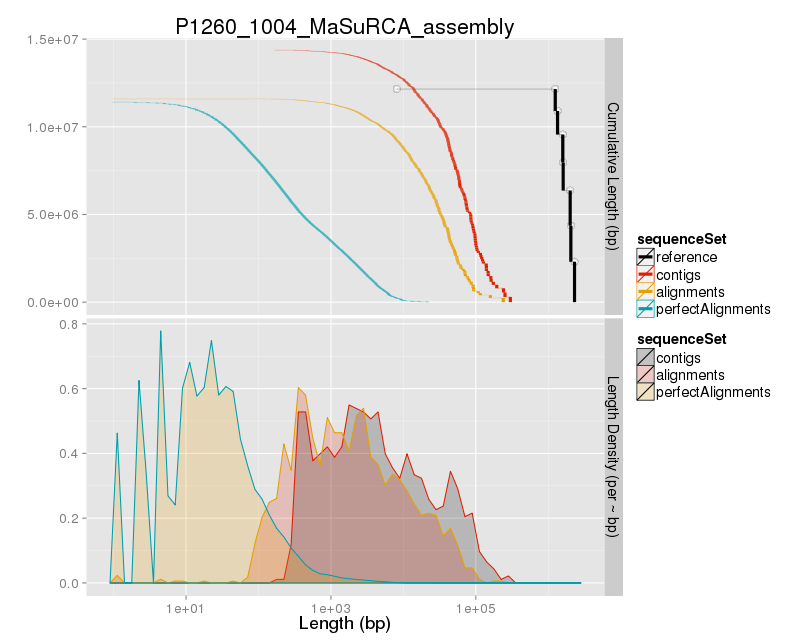 P1260_1004_MaSuRCA_assembly
1.5e+07
1.0e+07
5.0e+06
0.0e+00
Cumulative Length (bp)
0.8
0.6
0.4
0.2
0.0
Length Density (per ~ bp)
1e+01
1e+03
1e+05
Length (bp)
sequenceSet
reference
contigs
alignments
perfectAlignments
sequenceSet
contigs
alignments
perfectAlignments